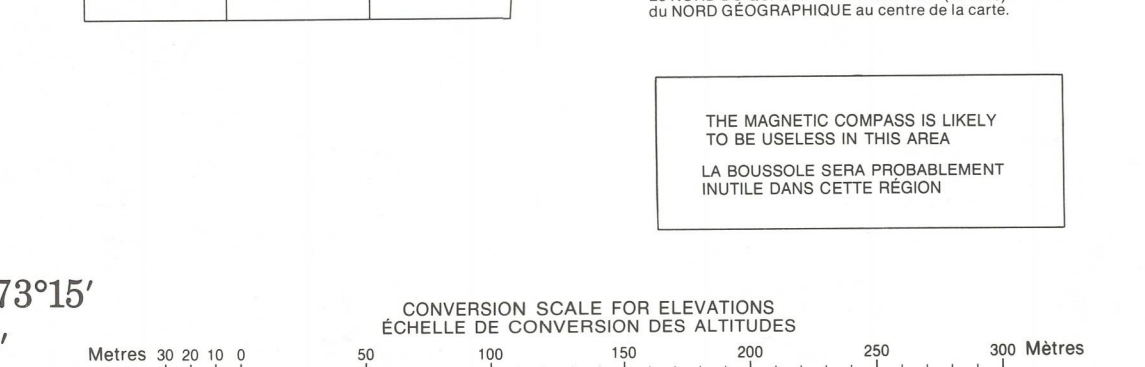 du NORD GÉOGRAPHIQUE au centre de la carte.
THE MAGNETIC COMPASS IS LIKELY
TO BE USELESS IN THIS AREA
LA BOUSSOLE SERA PROBABLEMENT
INUTILE DANS CETTE RÉGION
73°15′
CONVERSION SCALE FOR ELEVATIONS
ÉCHELLE DE CONVERSION DES ALTITUDES
Metres 30 20 10 0 50 100 150 200 250 300 Mètres